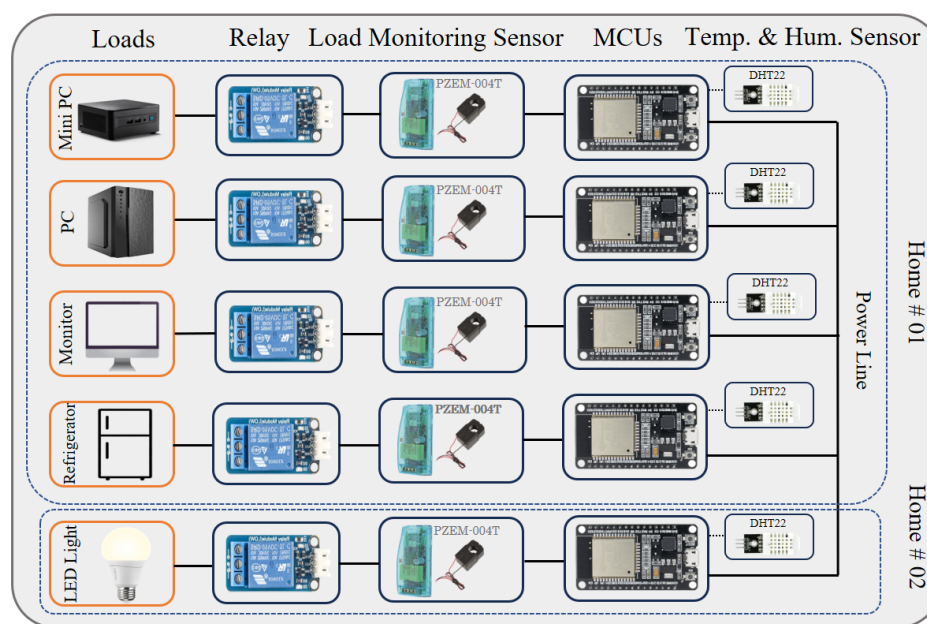 Loads
Relay
Load Monitoring Sensor
MCUs
Temp. & Hum. Sensor
Mini PC
PZEM-004T
DHT22
PC
PZEM-004T
DHT22
Monitor
PZEM-004T
DHT22
Refrigerator
PZEM-004T
DHT22
LED Light
PZEM-004T
DHT22
Power Line
Home # 01
Home # 02